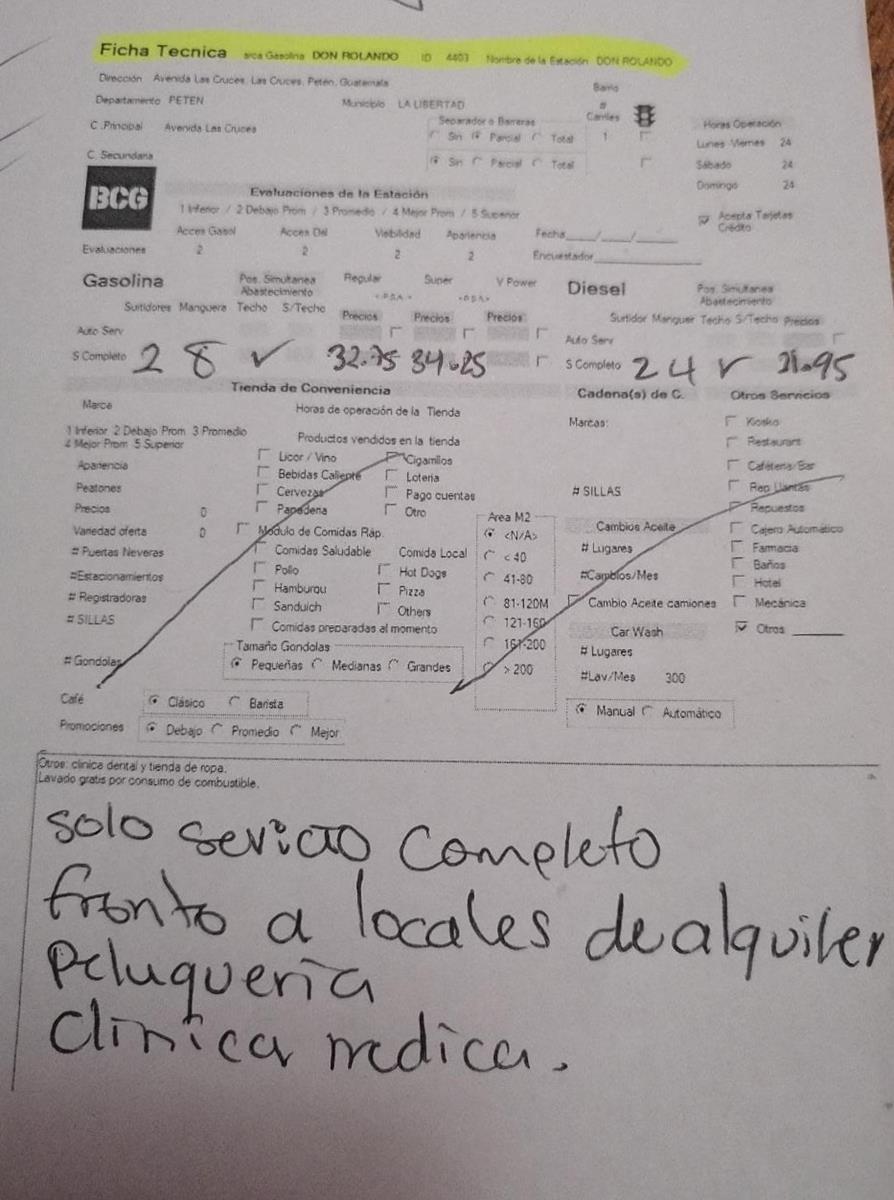 Ficha Tecnica arca Gasolina DON ROLANDO ID 4403 Nombre de la Estación DON ROLANDO
Dirección Avenida Las Cruces, Las Cruces, Petén, Guatemala
Departamento PETEN Municipio LA LIBERTAD
C .Principal Avenida Las Cruces
C. Secundaria
Separador o Barreras
Sin Parcial Total
Sin Parcial Total
Barrio
# Carriles
1
Horas Operación
Lunes Viernes 24
Sábado 24
Domingo 24
Acepta Tarjetas Crédito
BCG
Evaluaciones de la Estación
1 Inferior / 2 Debajo Prom / 3 Promedio / 4 Mejor Prom / 5 Superior
Acces Gasol Acces Dsl Visibilidad Apariencia Fecha___/___/___
Evaluaciones 2 2 2 2 Encuestador
Gasolina
Pos. Simultanea Abastecimiento
Regular Super V Power
Surtidores Manguera Techo S/Techo Precios Precios Precios
Auto Serv
S Completo 2 8 ✓ 32.75 34.25
Diesel
Pos. Simultanea Abastecimiento
Surtidor Manguer Techo S/Techo Precios
Auto Serv
S Completo 2 4 ✓ 21.95
Tienda de Conveniencia
Marca
Horas de operación de la Tienda
1 Inferior 2 Debajo Prom 3 Promedio
4 Mejor Prom 5 Superior
Apariencia
Peatones
Precios 0
Variedad oferta 0
# Puertas Neveras
#Estacionamientos
# Registradoras
# SILLAS
# Gondolas
Productos vendidos en la tienda
Licor / Vino Cigarrillos
Bebidas Caliente Loteria
Cervezas Pago cuentas
Panaderia Otro
Módulo de Comidas Ráp.
Comidas Saludable Comida Local
Pollo Hot Dogs
Hamburgu Pizza
Sanduich Others
Comidas preparadas al momento
Tamaño Gondolas
Pequeñas Medianas Grandes
Area M2
<N/A>
< 40
41-80
81-120M
121-160
161-200
> 200
Café Clásico Barista
Promociones Debajo Promedio Mejor
Cadena(s) de C.
Marcas:
# SILLAS
Cambios Aceite
# Lugares
#Cambios/Mes
Cambio Aceite camiones
Car Wash
# Lugares
#Lav/Mes 300
Manual Automático
Otros Servicios
Kiosko
Restaurant
Cafeteria/Bar
Rep Llantas
Repuestos
Cajero Automático
Farmacia
Baños
Hotel
Mecánica
Otros
Otros: clinica dental y tienda de ropa.
Lavado gratis por consumo de combustible.
solo sevicio completo
fronto a locales de alquiler
Peluquería
Clínica medica.